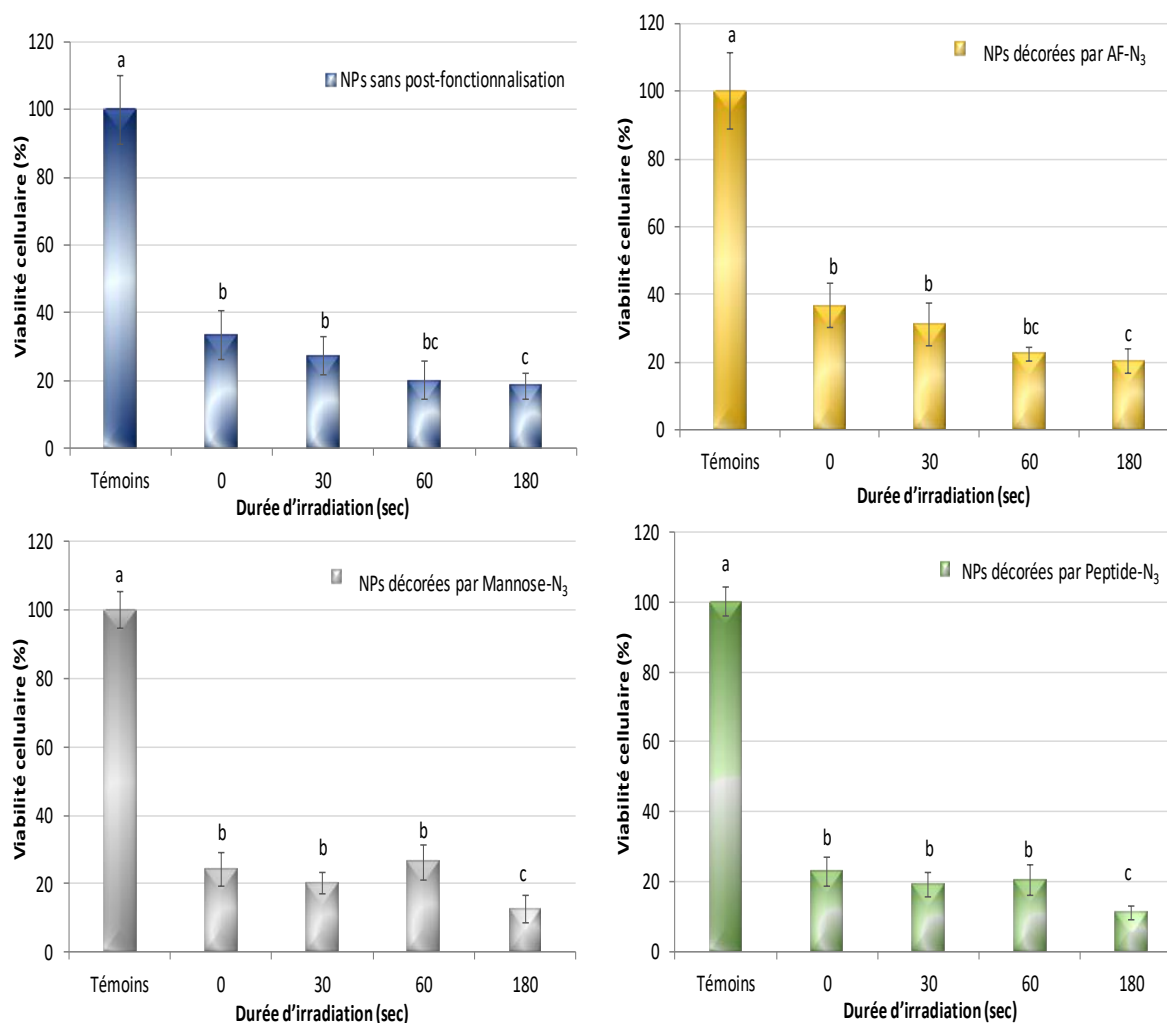 120
100
80
60
40
20
0
Viabilité cellulaire (%)
NPs sans post-fonctionnalisation
a
b
b
bc
c
Témoins 0 30 60 180
Durée d'irradiation (sec)
120
100
80
60
40
20
0
Viabilité cellulaire (%)
NPs décorées par AF-N₃
a
b
b
bc
c
Témoins 0 30 60 180
Durée d'irradiation (sec)
120
100
80
60
40
20
0
Viabilité cellulaire (%)
NPs décorées par Mannose-N₃
a
b
b
b
c
Témoins 0 30 60 180
Durée d'irradiation (sec)
120
100
80
60
40
20
0
Viabilité cellulaire (%)
NPs décorées par Peptide-N₃
a
b
b
b
c
Témoins 0 30 60 180
Durée d'irradiation (sec)